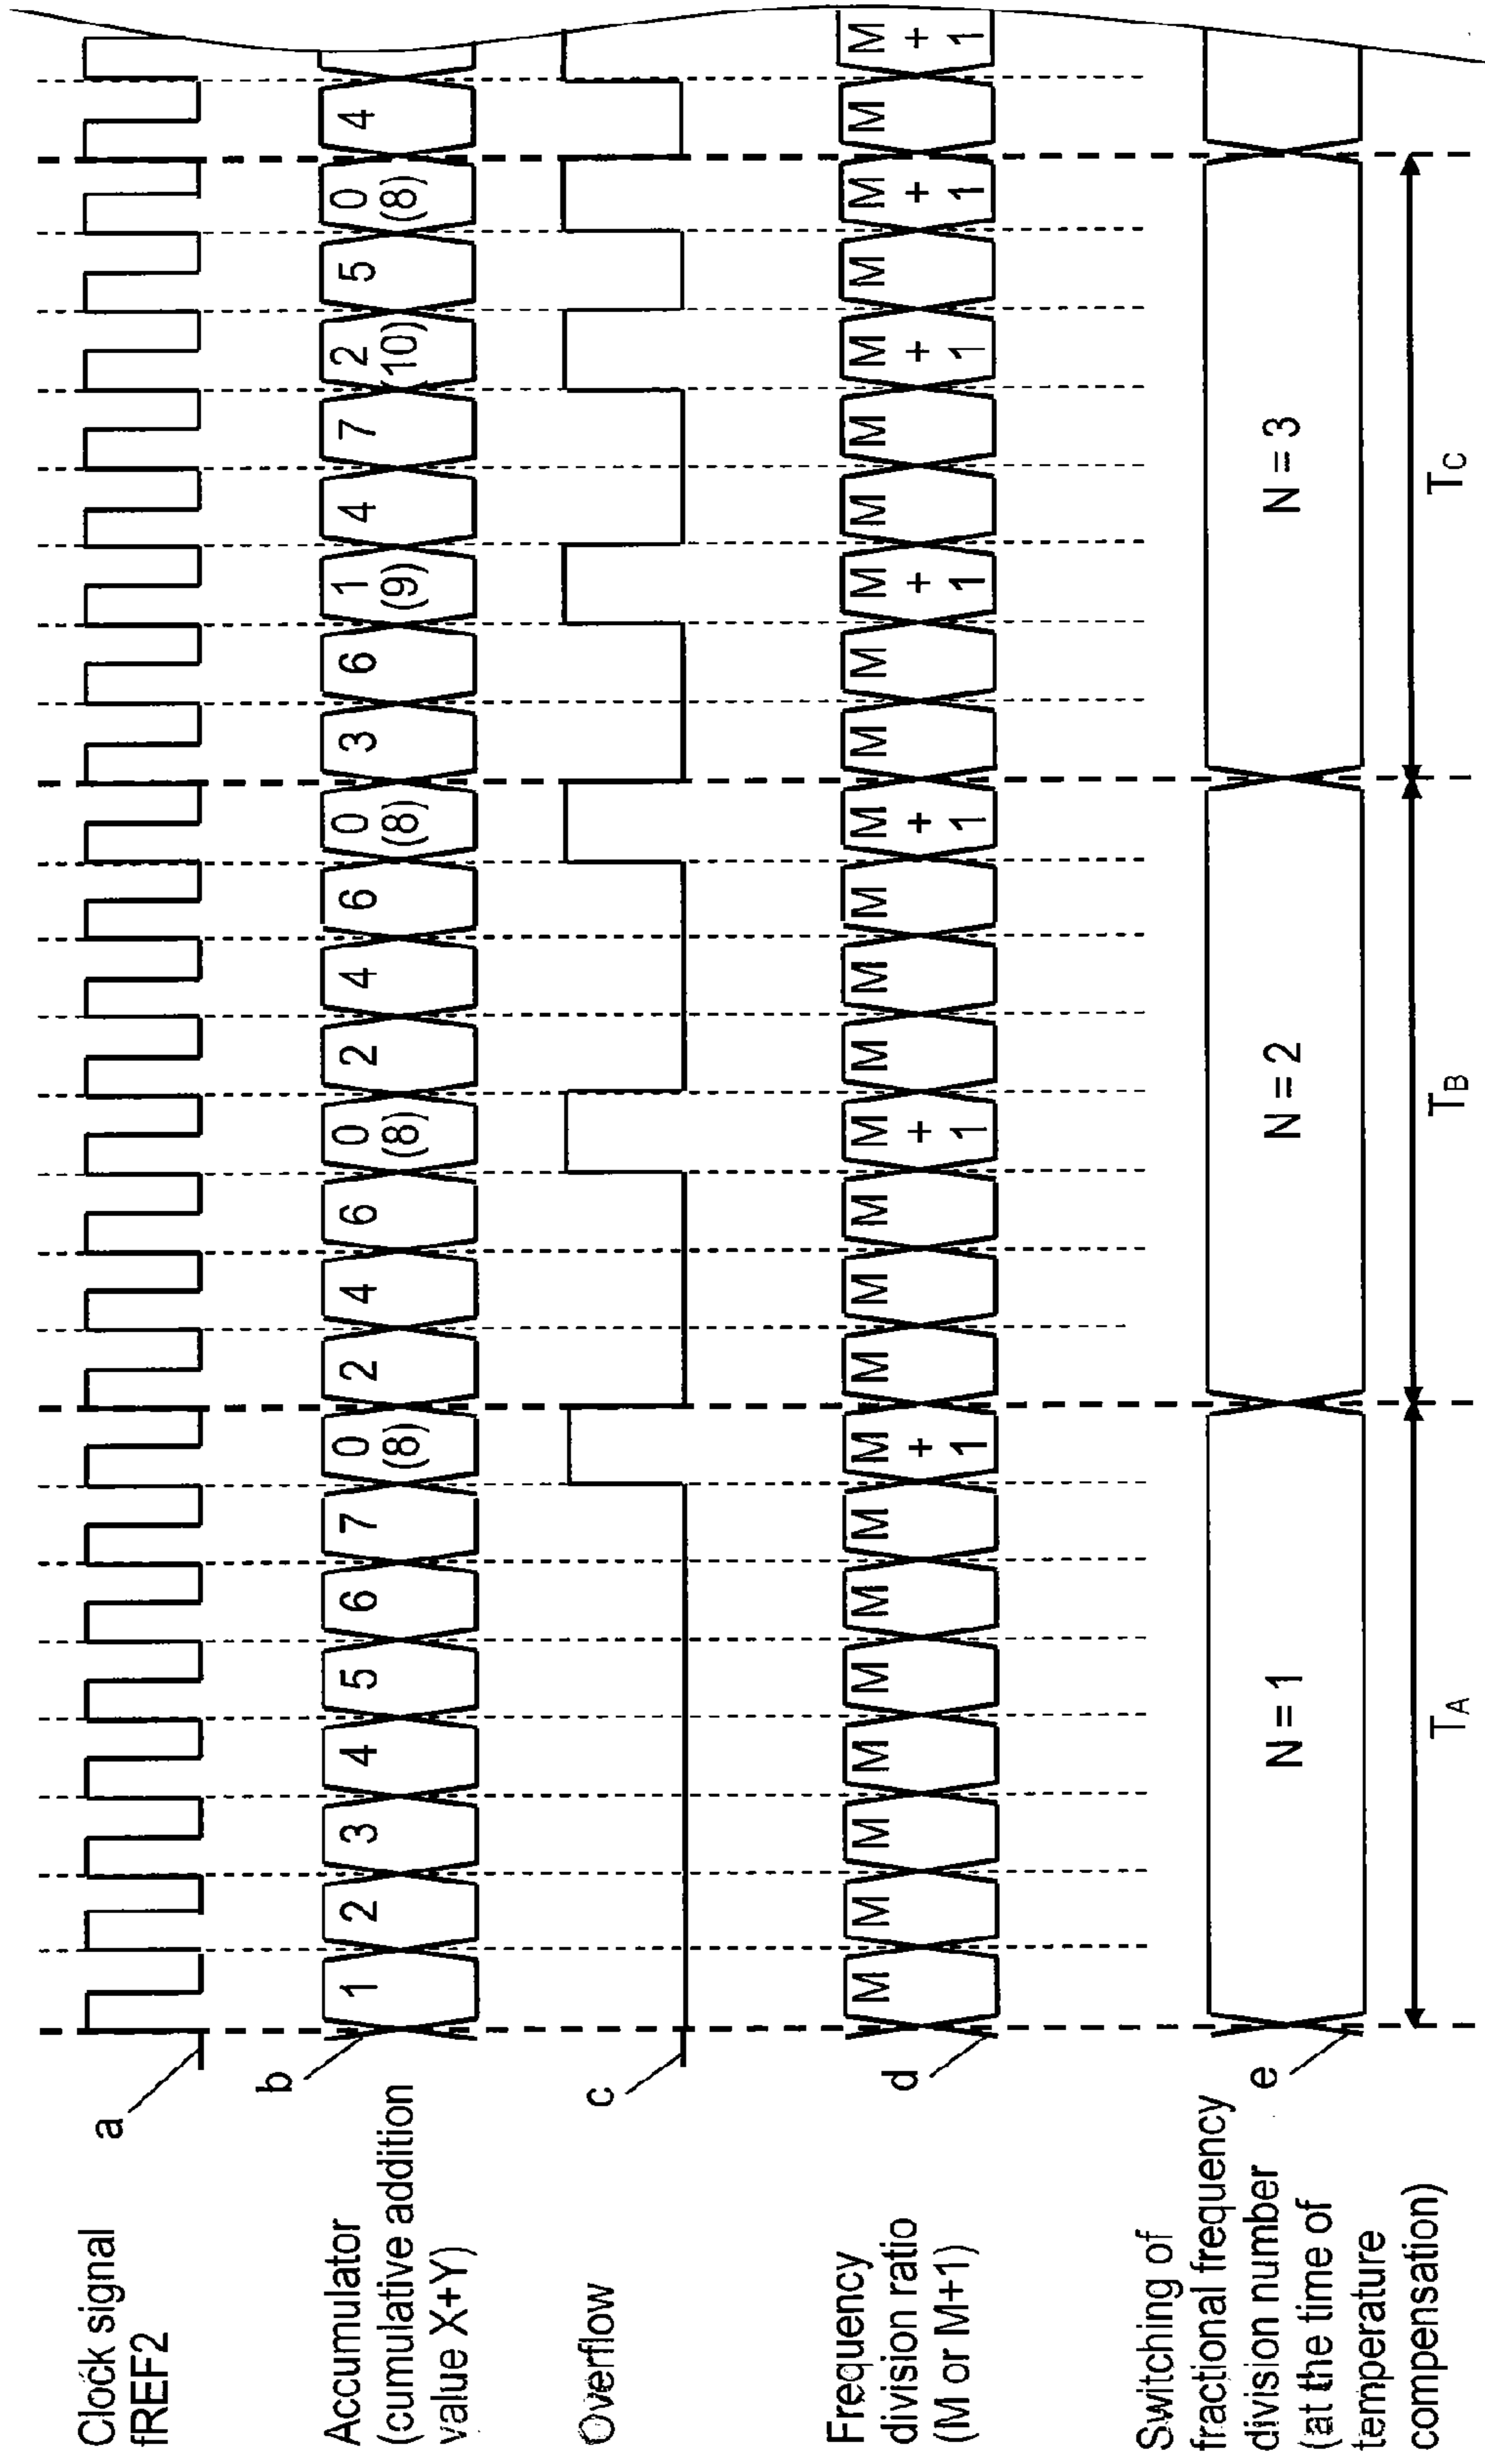 Clock signal
fREF2
a
Accumulator
(cumulative addition
value X+Y)
b
1 2 3 4 5 6 7 0 2 4 6 0 2 4 6 0 3 6 1 4 7 2 5 0 4
(8) (8) (8) (9) (10) (8)
Overflow
c
Frequency
division ratio
(M or M+1)
d
M M M M M M M M M M M M M M M M M M M M M M M M M M
+ + + + + + +
1 1 1 1 1 1 1
Switching of
fractional frequency
division number
(at the time of
temperature
compensation)
e
N = 1 N = 2 N = 3
TA TB TC